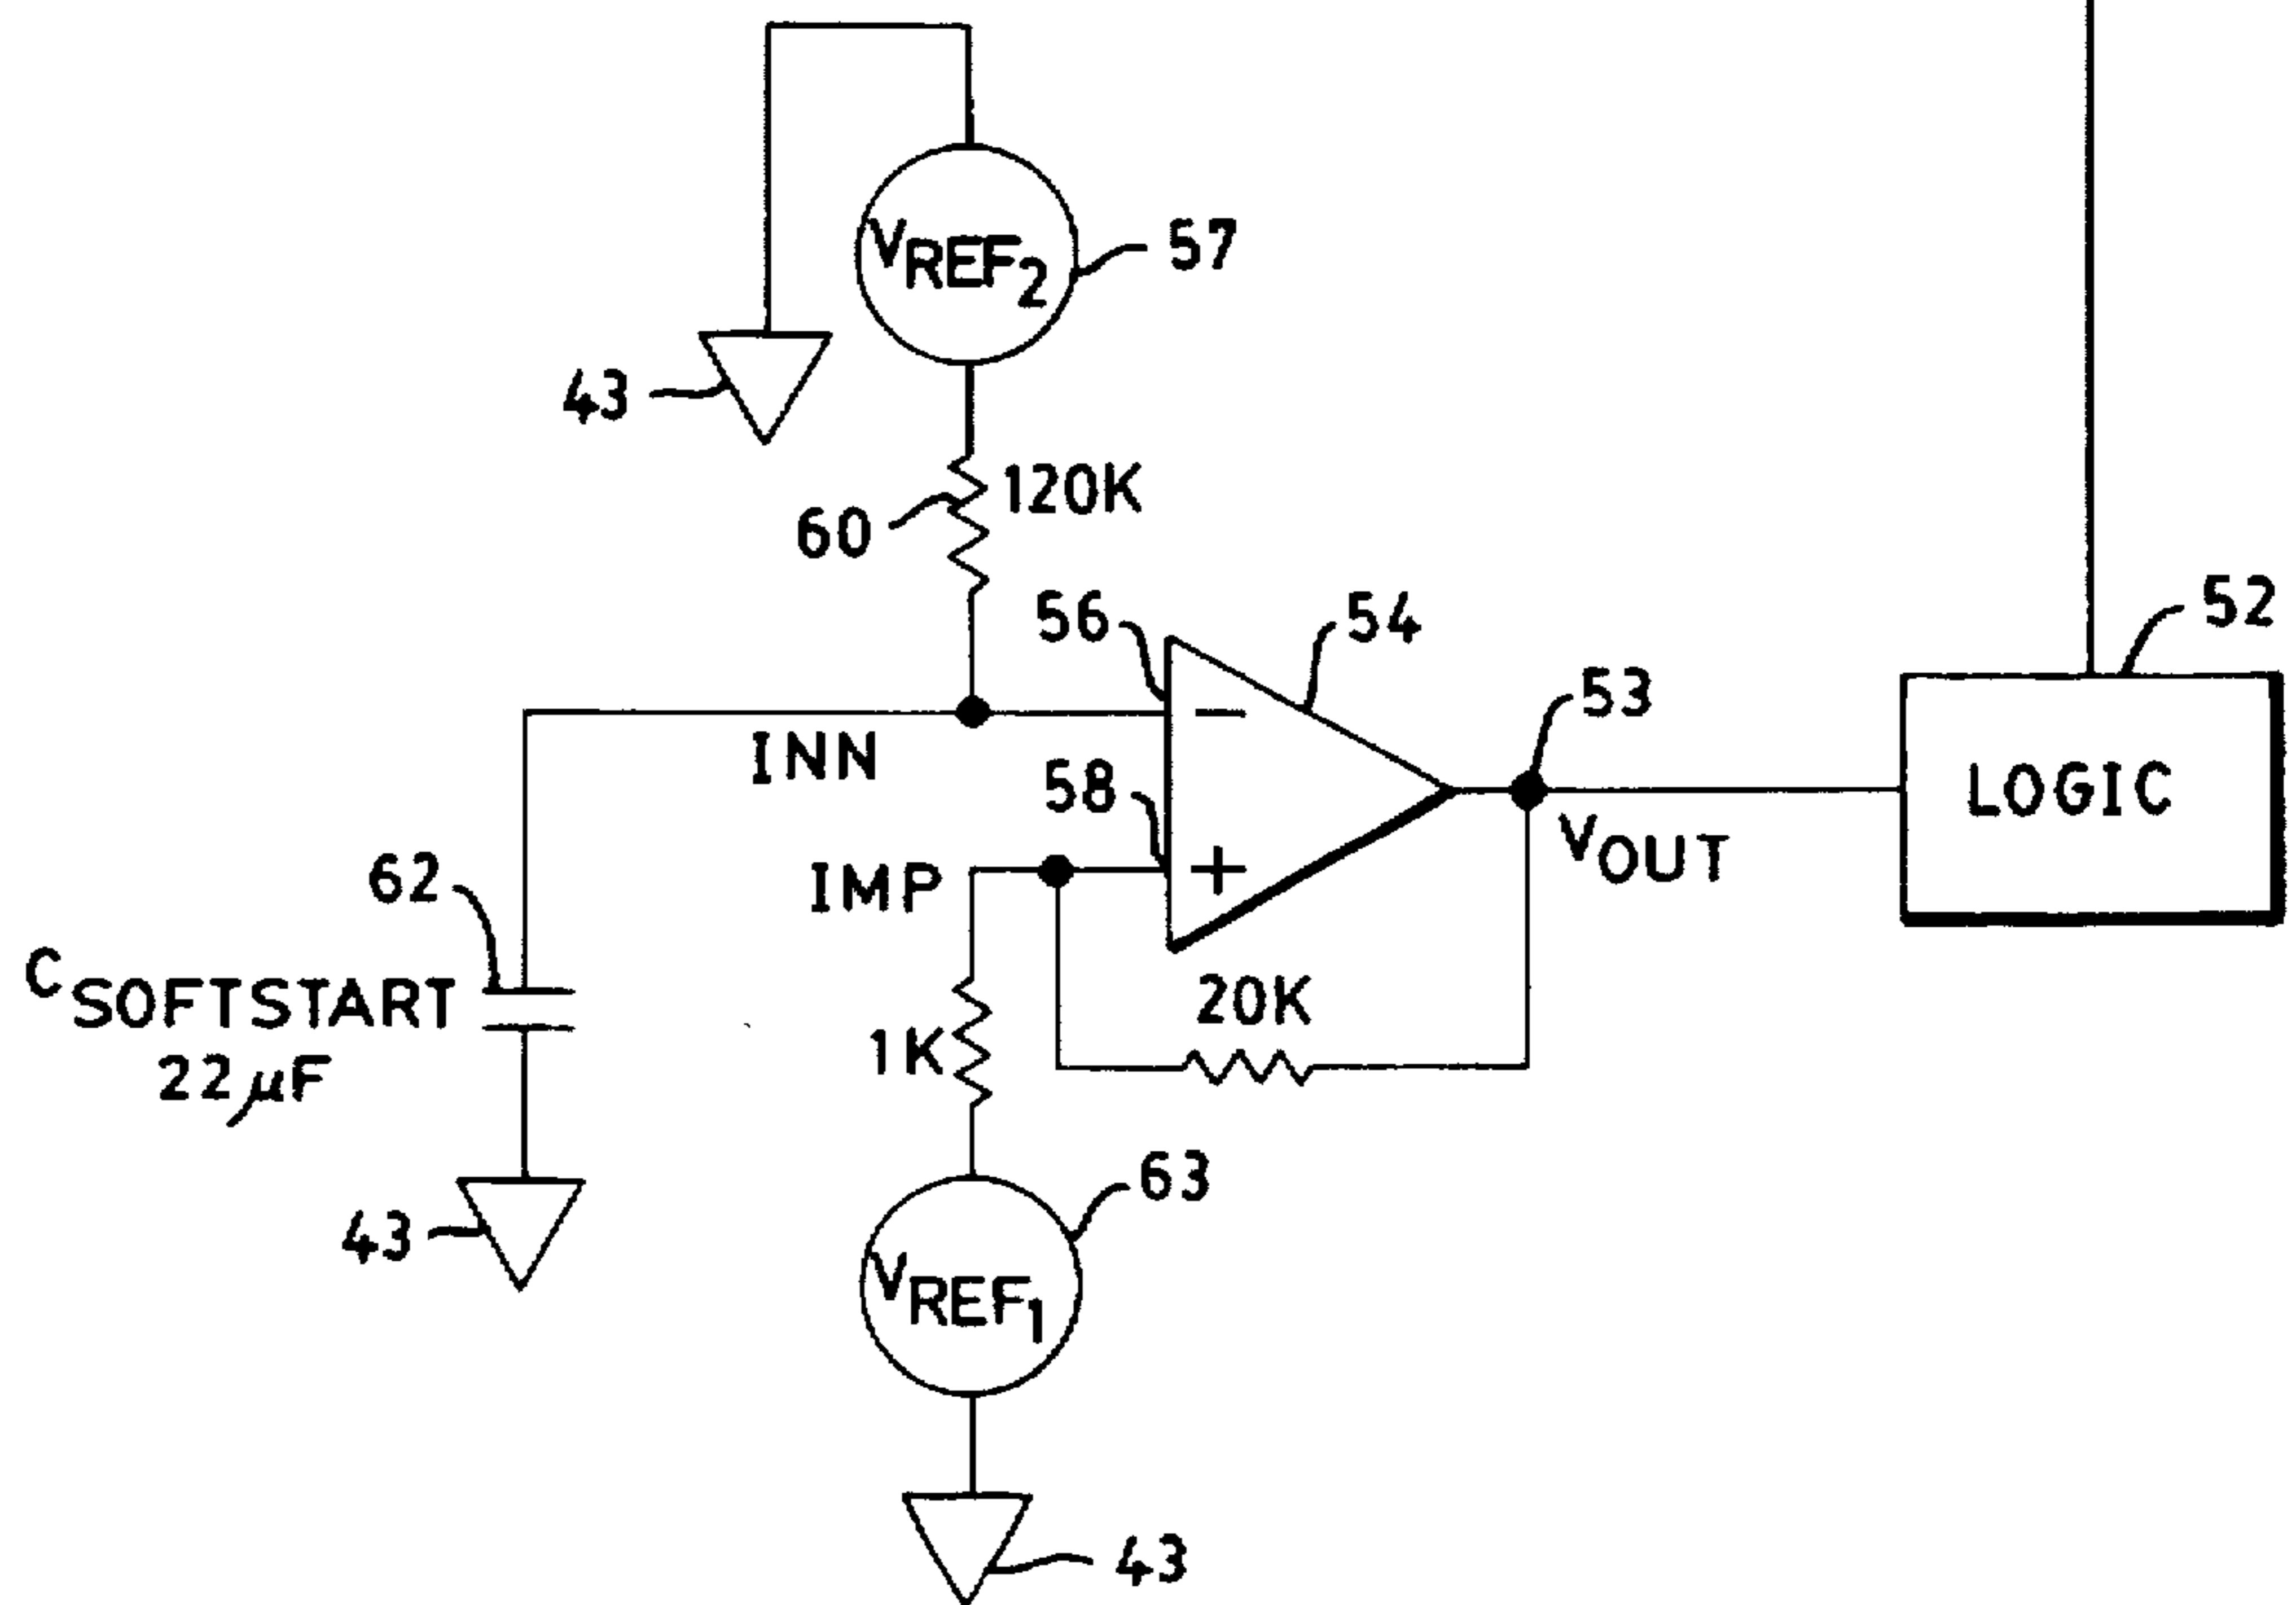 VREF2
57
43
120K
60
56
54
52
53
INN
58
LOGIC
VOUT
IMP
62
CSOFTSTART
22µF
20K
1K
63
43
VREF1
43